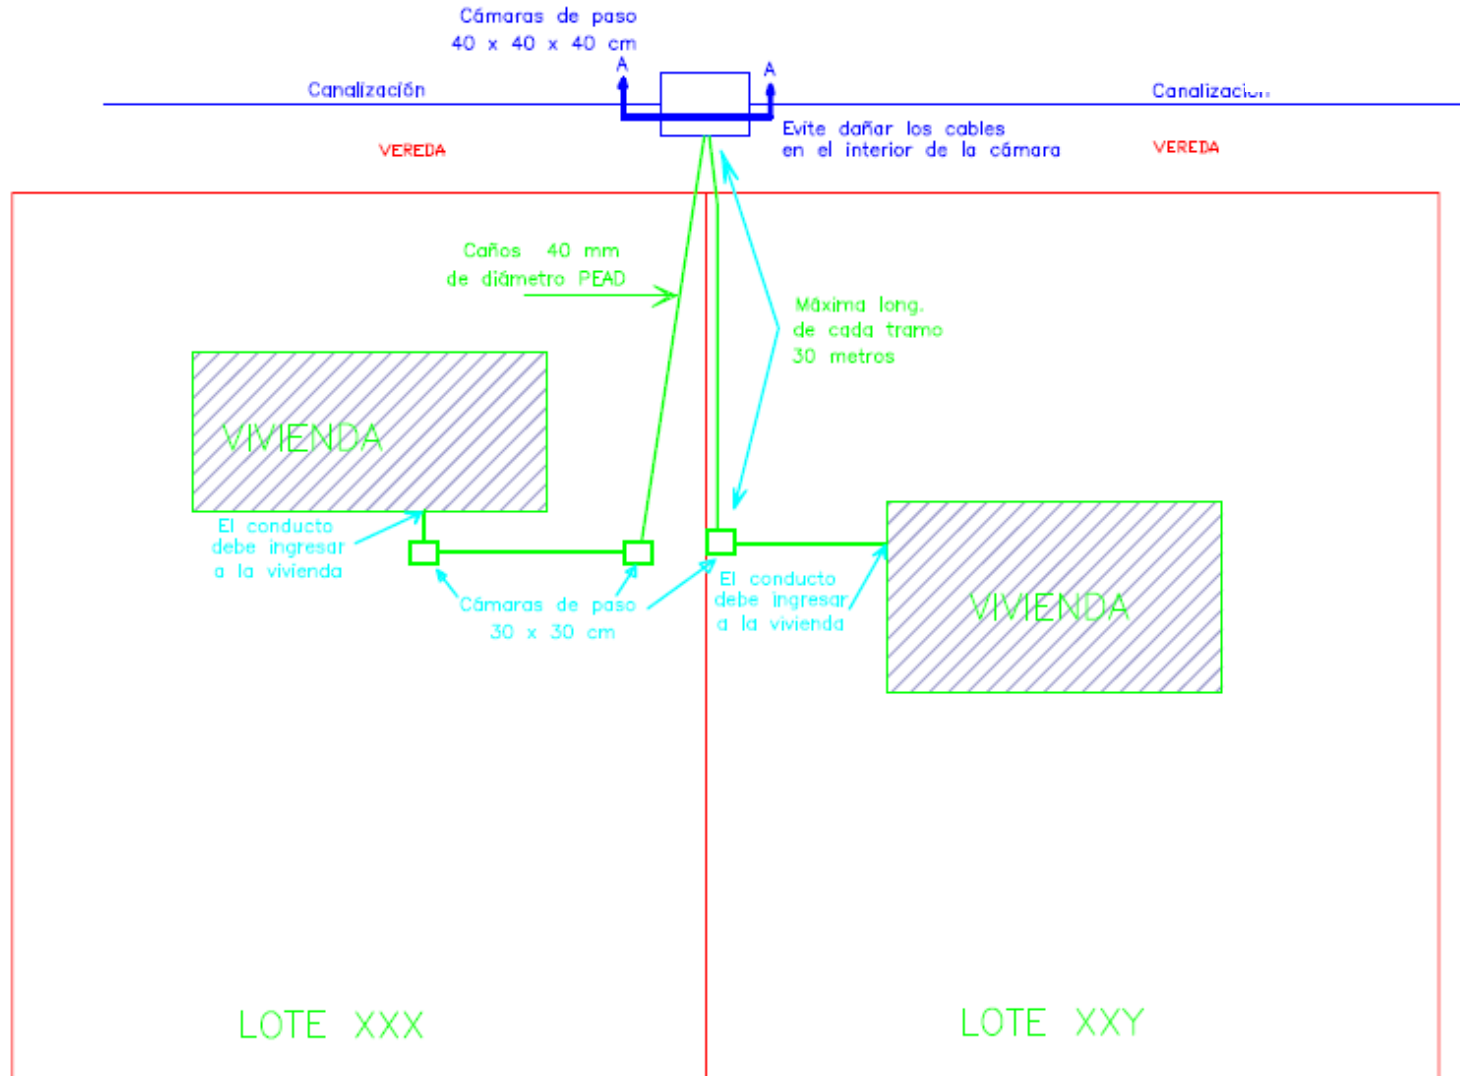 Cámaras de paso
40 x 40 x 40 cm
A
A
Canalización
Canalización
Evite dañar los cables
en el interior de la cámara
VEREDA
VEREDA
Caños 40 mm
de diámetro PEAD
Máxima long.
de cada tramo
30 metros
VIVIENDA
El conducto
debe ingresar
a la vivienda
Cámaras de paso
30 x 30 cm
El conducto
debe ingresar
a la vivienda
VIVIENDA
LOTE XXX
LOTE XXY